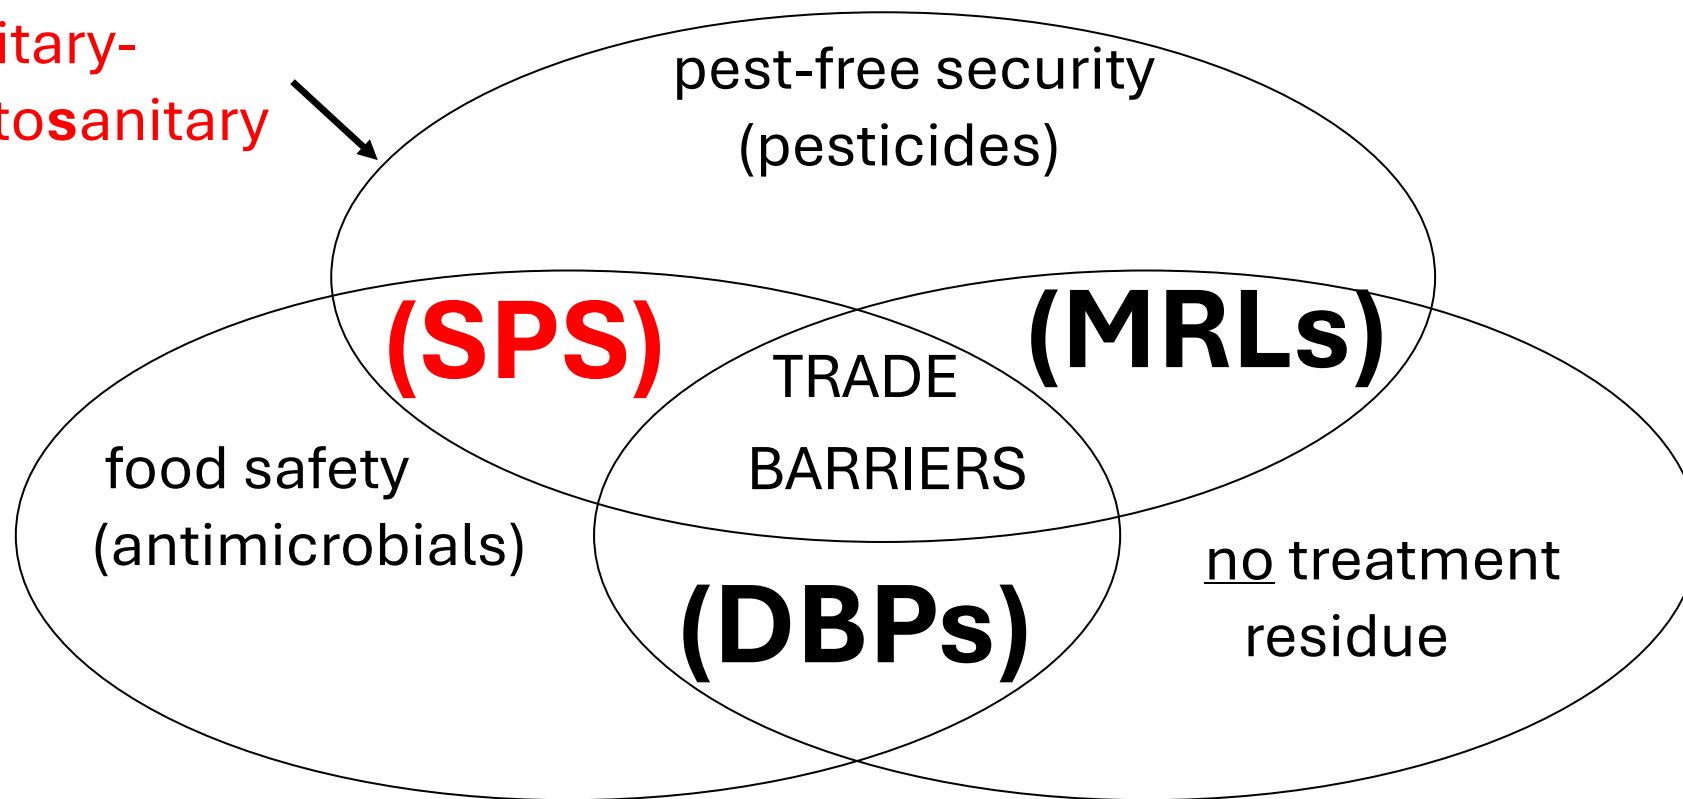 itary-
tosanitary
pest-free security
(pesticides)
(SPS)
(MRLs)
TRADE
BARRIERS
food safety
(antimicrobials)
(DBPs)
no treatment
residue